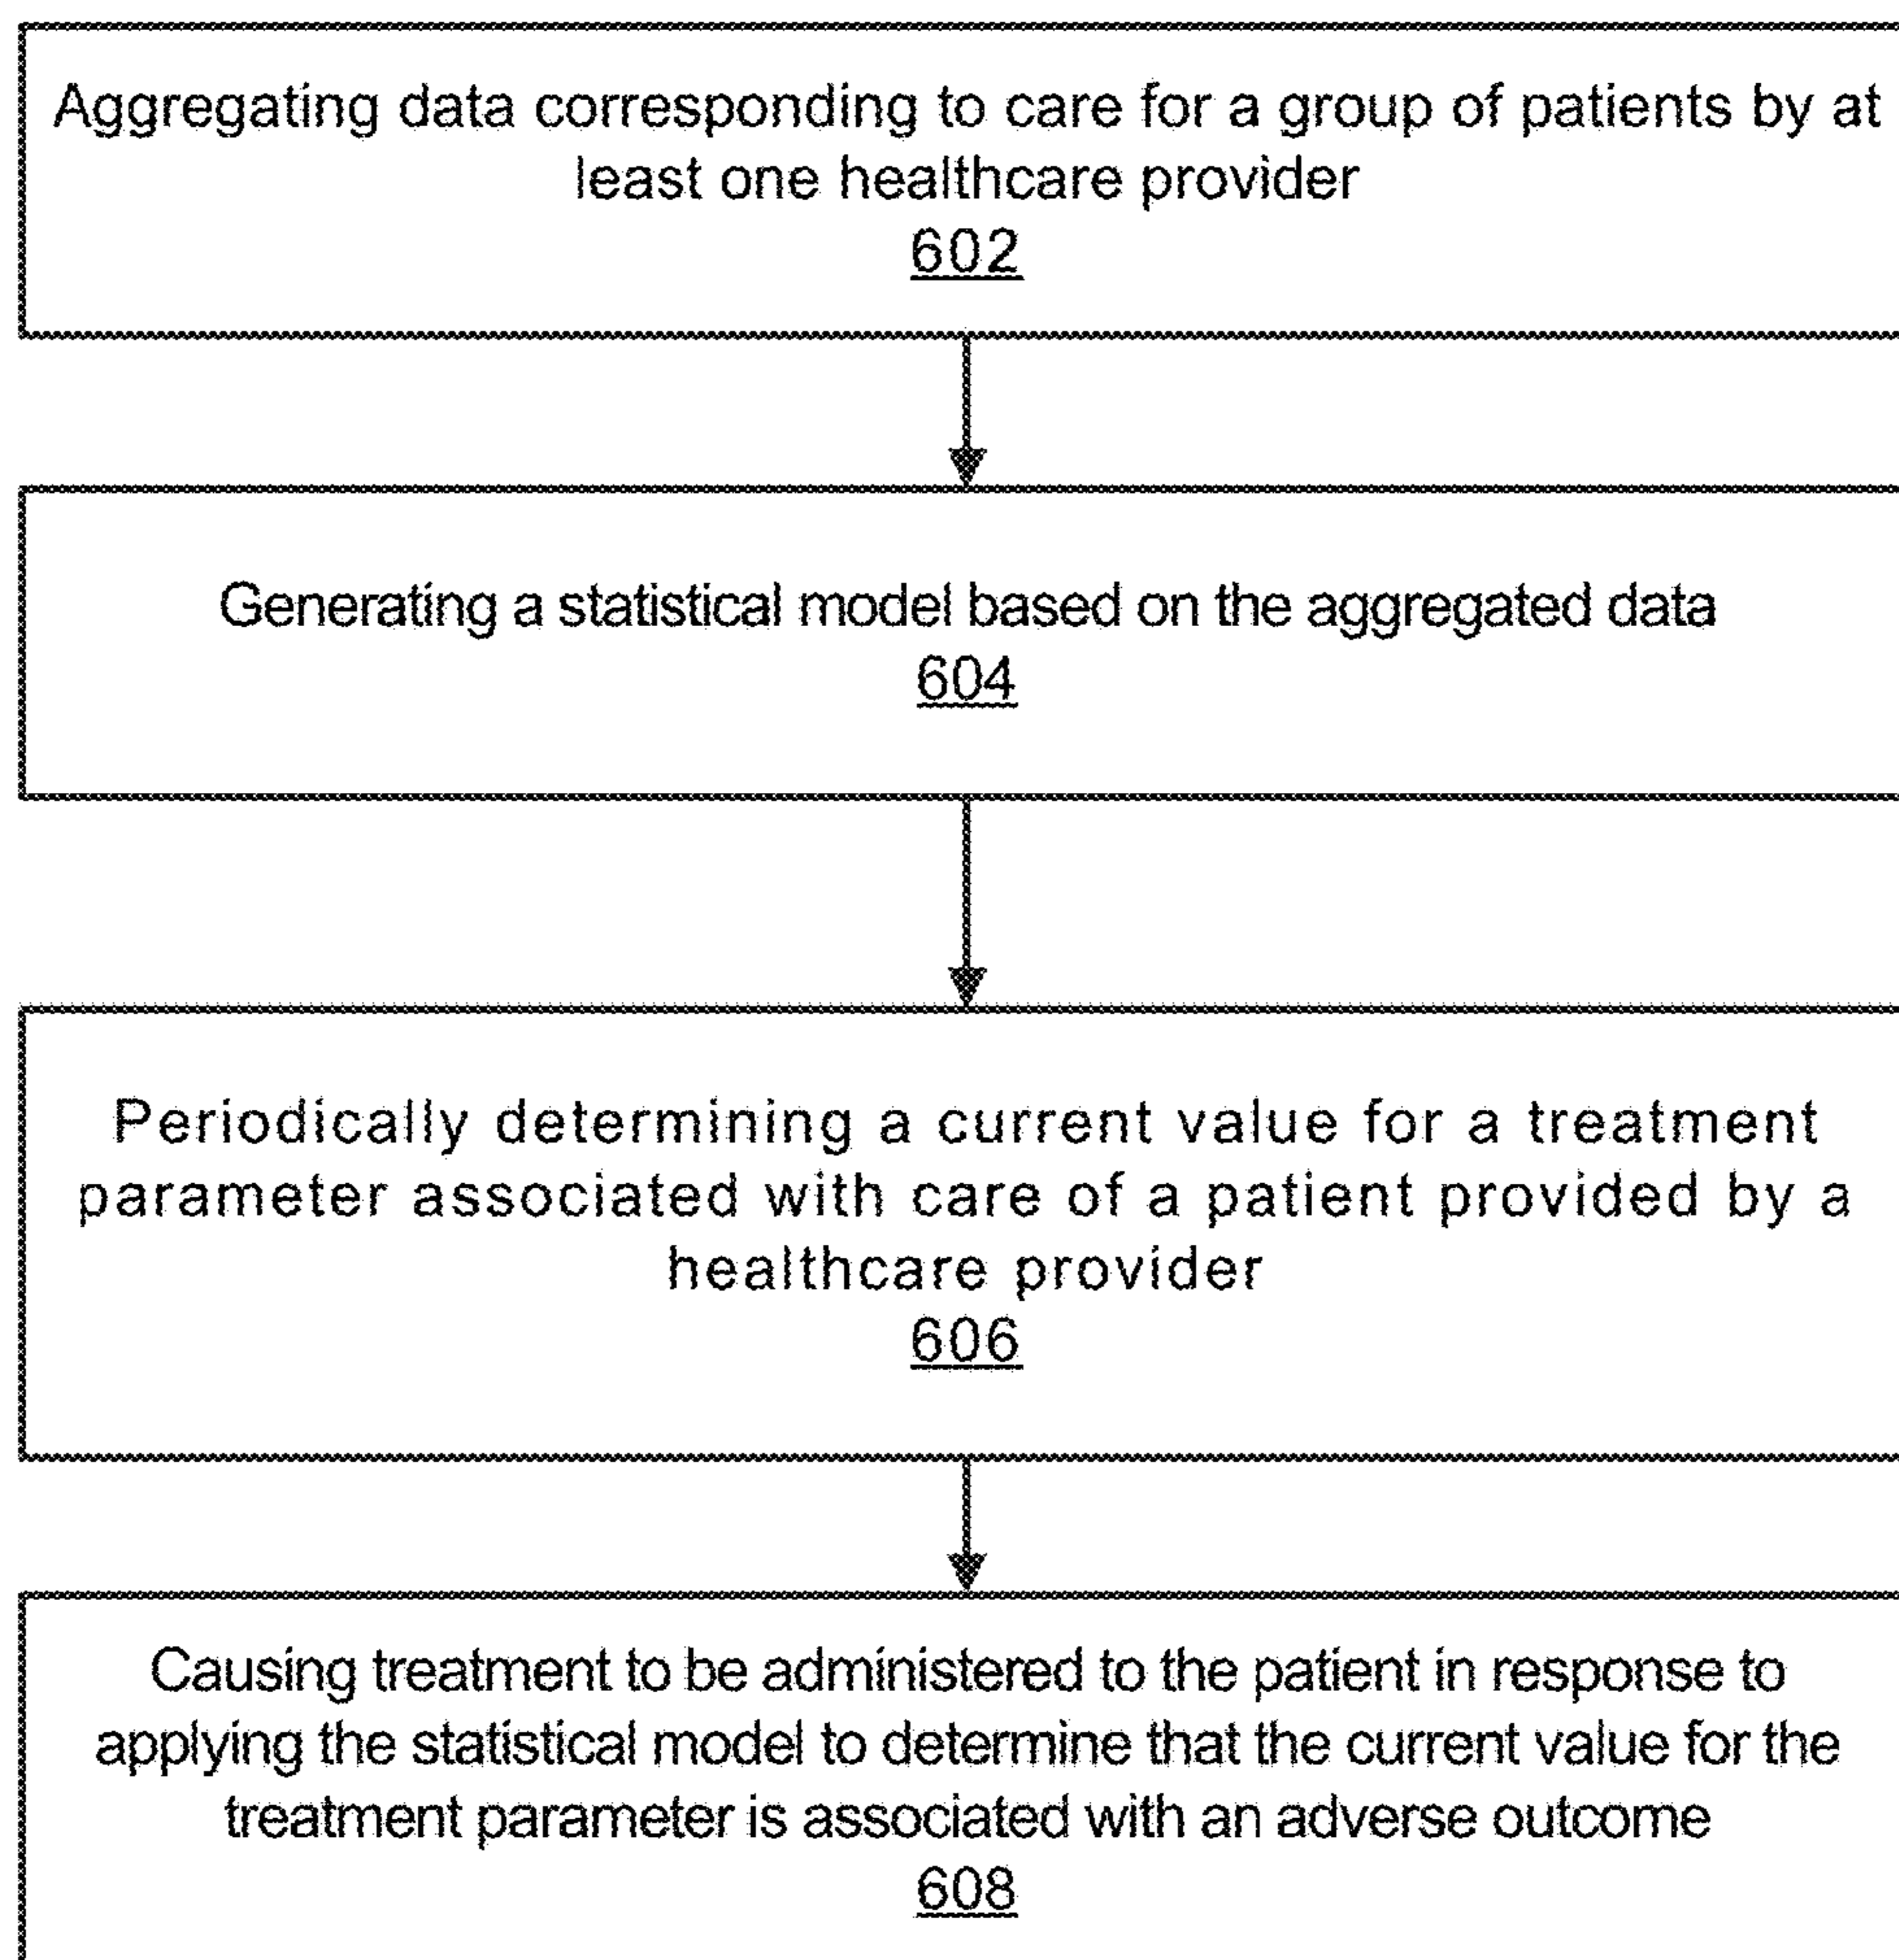 Aggregating data corresponding to care for a group of patients by at
least one healthcare provider
602
Generating a statistical model based on the aggregated data
604
Periodically determining a current value for a treatment
parameter associated with care of a patient provided by a
healthcare provider
606
Causing treatment to be administered to the patient in response to
applying the statistical model to determine that the current value for the
treatment parameter is associated with an adverse outcome
608